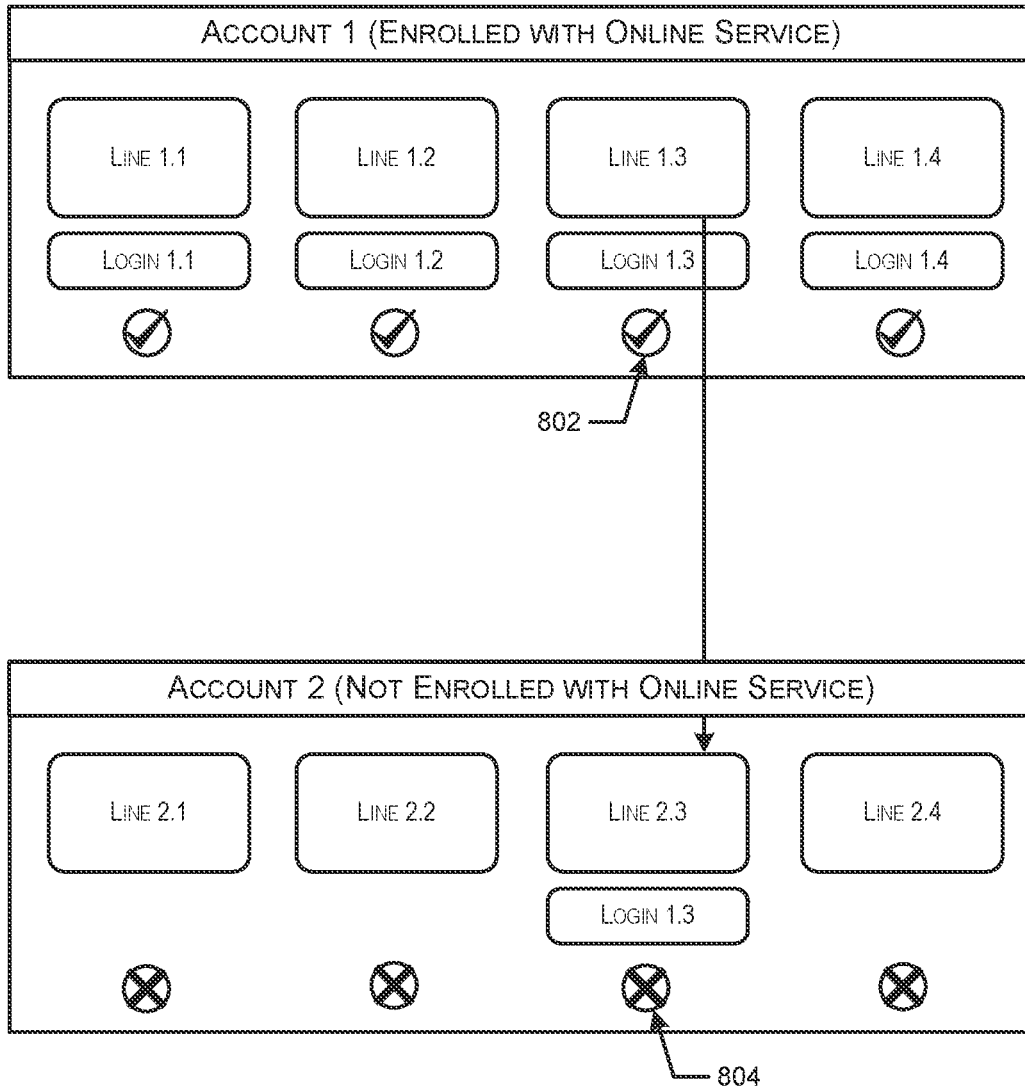 ACCOUNT 1 (ENROLLED WITH ONLINE SERVICE)
LINE 1.1 LINE 1.2 LINE 1.3 LINE 1.4
LOGIN 1.1 LOGIN 1.2 LOGIN 1.3 LOGIN 1.4
802
ACCOUNT 2 (NOT ENROLLED WITH ONLINE SERVICE)
LINE 2.1 LINE 2.2 LINE 2.3 LINE 2.4
LOGIN 1.3
804